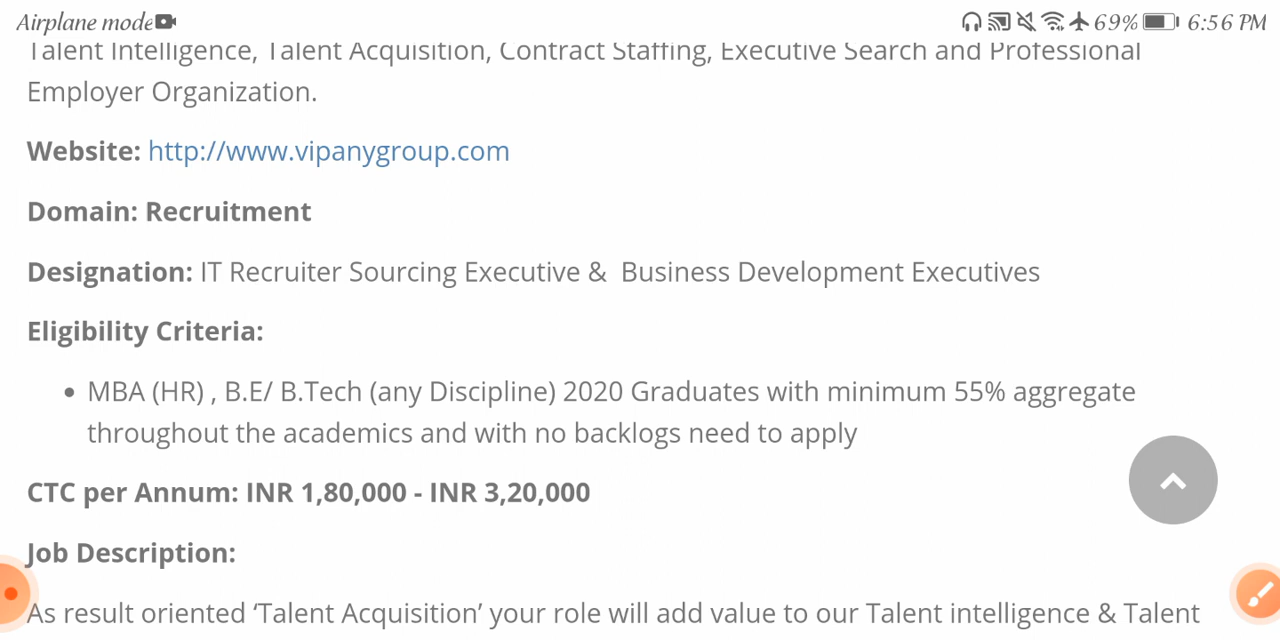 Airplane mode 69% 6:56 PM
Talent Intelligence, Talent Acquisition, Contract Staffing, Executive Search and Professional
Employer Organization.
Website: http://www.vipanygroup.com
Domain: Recruitment
Designation: IT Recruiter Sourcing Executive &  Business Development Executives
Eligibility Criteria:
• MBA (HR) , B.E/ B.Tech (any Discipline) 2020 Graduates with minimum 55% aggregate
throughout the academics and with no backlogs need to apply
CTC per Annum: INR 1,80,000 - INR 3,20,000
Job Description:
As result oriented ‘Talent Acquisition’ your role will add value to our Talent intelligence & Talent